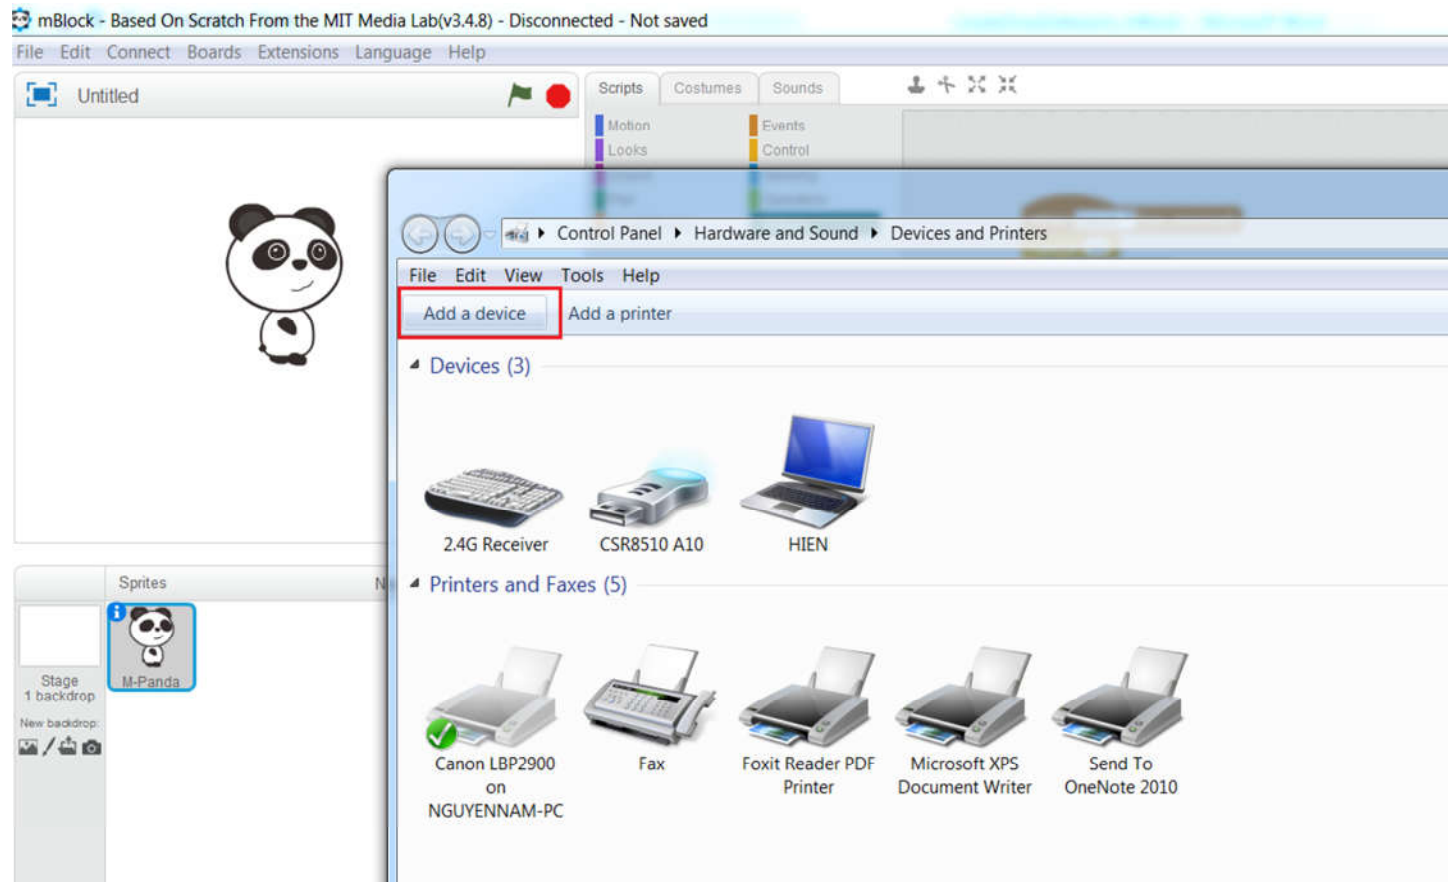 mBlock - Based On Scratch From the MIT Media Lab(v3.4.8) - Disconnected - Not saved
File Edit Connect Boards Extensions Language Help
Untitled
Scripts Costumes Sounds
Motion Events
Looks Control
Control Panel Hardware and Sound Devices and Printers
File Edit View Tools Help
Add a device Add a printer
Devices (3)
2.4G Receiver CSR8510 A10 HIEN
Sprites
Printers and Faxes (5)
M-Panda
Stage
1 backdrop
New backdrop:
Canon LBP2900 on NGUYENNAM-PC
Fax
Foxit Reader PDF Printer
Microsoft XPS Document Writer
Send To OneNote 2010